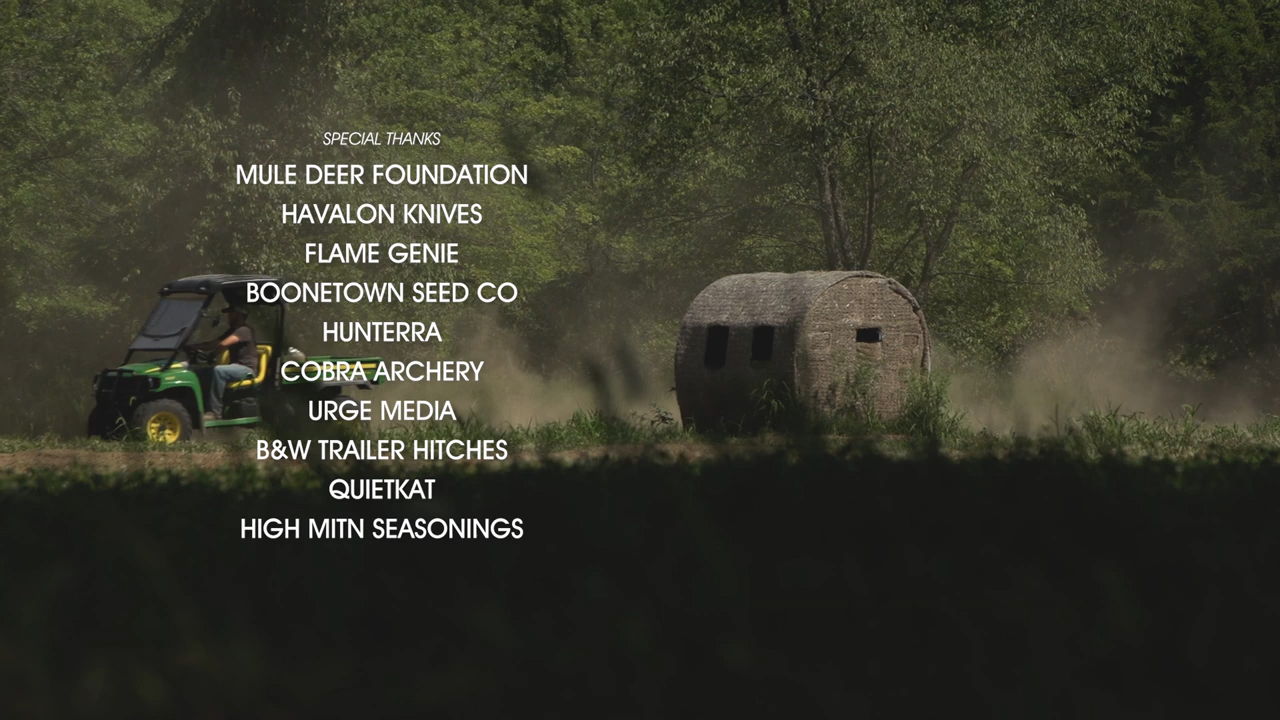 SPECIAL THANKS
MULE DEER FOUNDATION
HAVALON KNIVES
FLAME GENIE
BOONETOWN SEED CO
HUNTERRA
COBRA ARCHERY
URGE MEDIA
B&W TRAILER HITCHES
QUIETKAT
HIGH MITN SEASONINGS